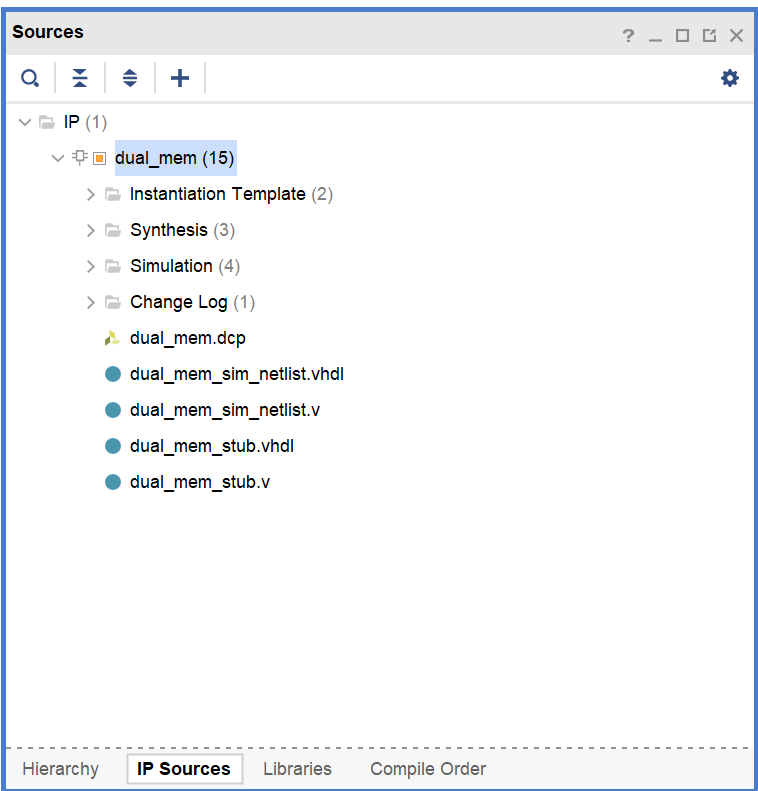 Sources
IP (1)
dual_mem (15)
Instantiation Template (2)
Synthesis (3)
Simulation (4)
Change Log (1)
dual_mem.dcp
dual_mem_sim_netlist.vhdl
dual_mem_sim_netlist.v
dual_mem_stub.vhdl
dual_mem_stub.v
Hierarchy IP Sources Libraries Compile Order